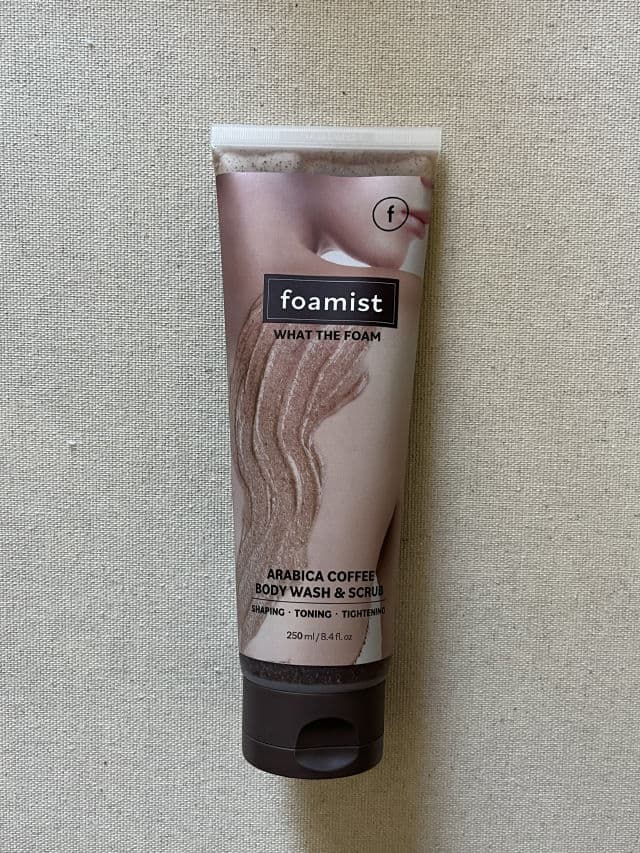 f
foamist
WHAT THE FOAM
ARABICA COFFEE
BODY WASH & SCRUB
SHAPING · TONING · TIGHTENING
250 ml / 8.4 fl. oz